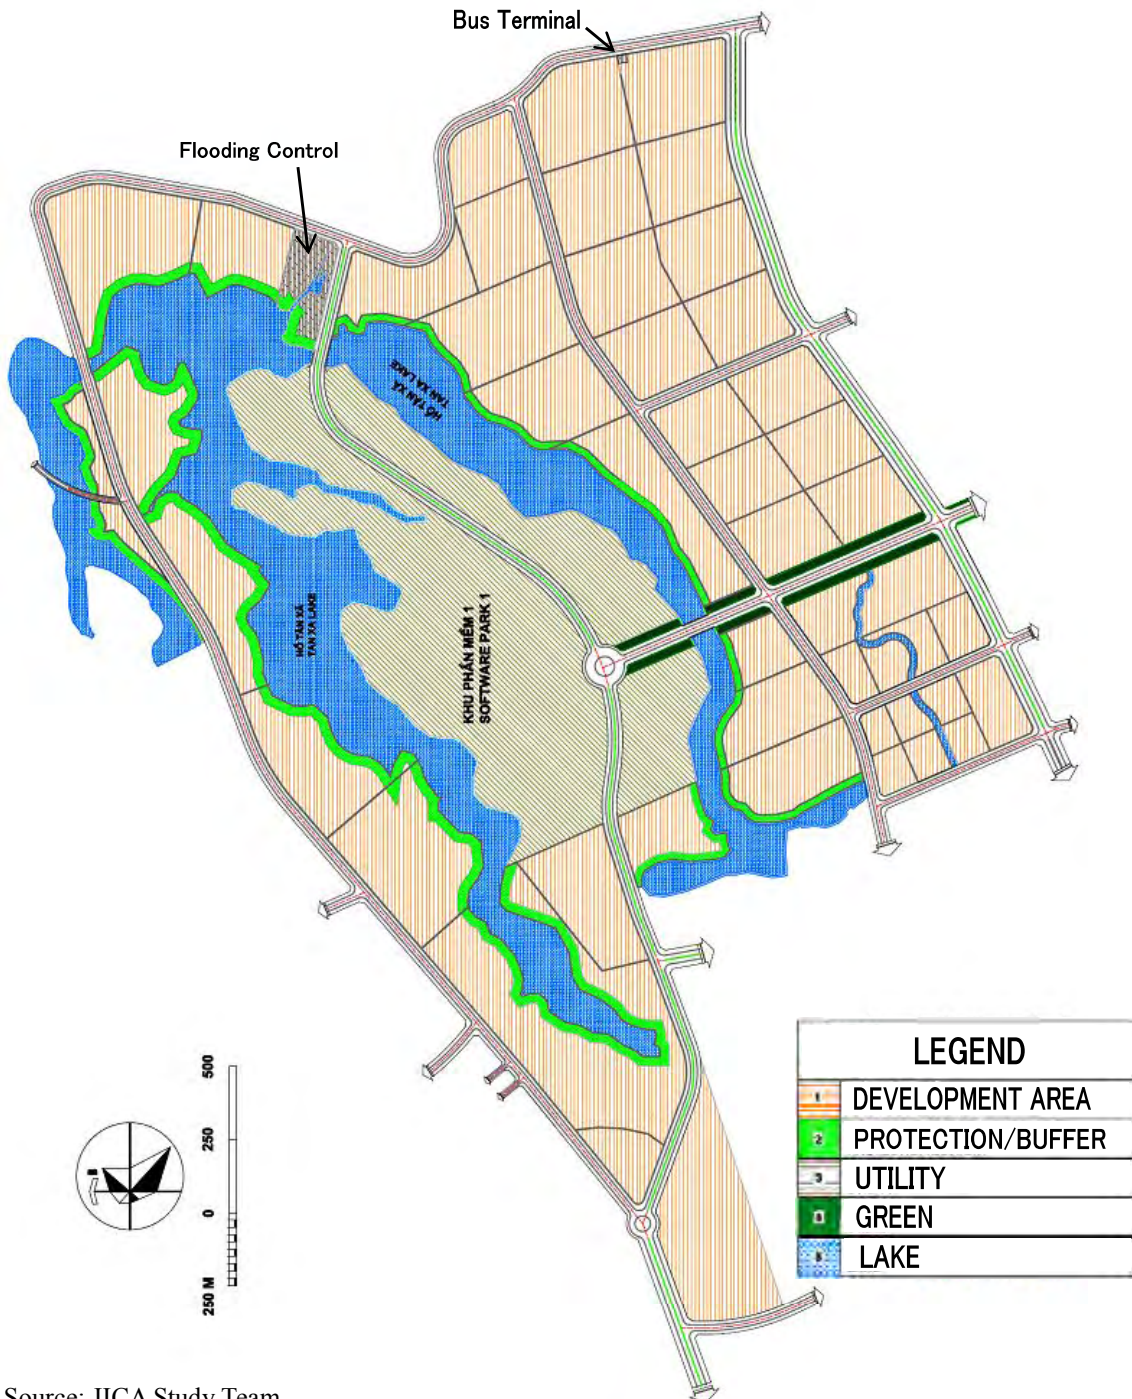 Bus Terminal
Flooding Control
HỒ TÂN XÃ
TAN XA LAKE
HỒ TÂN XÃ
TAN XA LAKE
KHU PHẦN MỀM 1
SOFTWARE PARK 1
500
250
0
250 M
LEGEND
1 DEVELOPMENT AREA
2 PROTECTION/BUFFER
UTILITY
GREEN
LAKE
Source: JICA Study Team